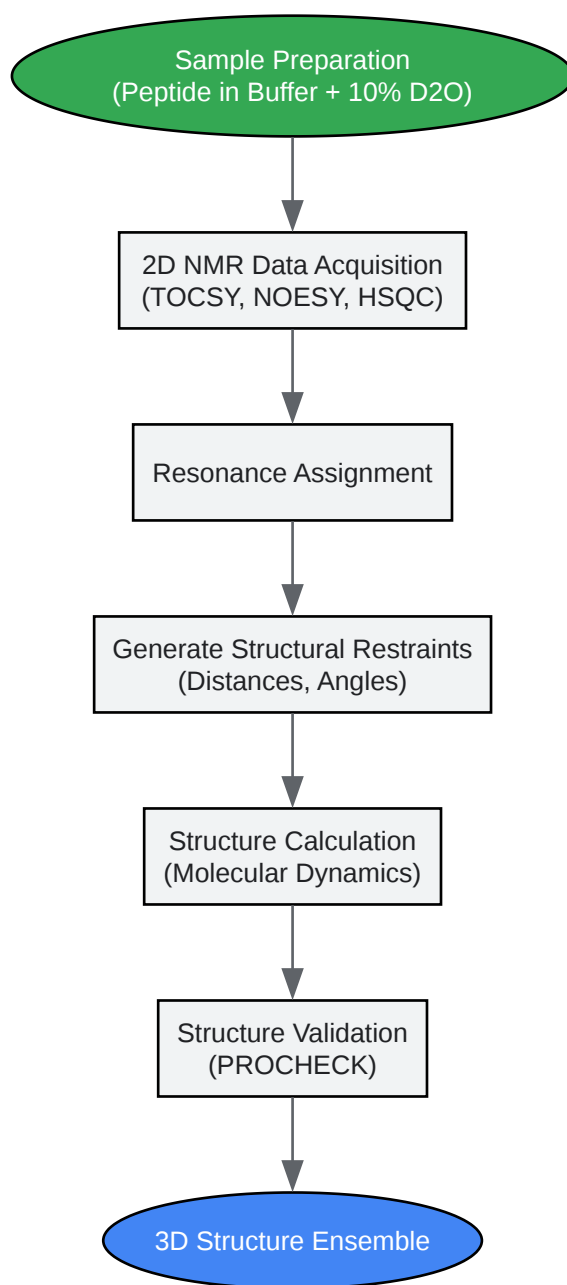 Sample Preparation
(Peptide in Buffer + 10% D2O)
2D NMR Data Acquisition
(TOCSY, NOESY, HSQC)
Resonance Assignment
Generate Structural Restraints
(Distances, Angles)
Structure Calculation
(Molecular Dynamics)
Structure Validation
(PROCHECK)
3D Structure Ensemble